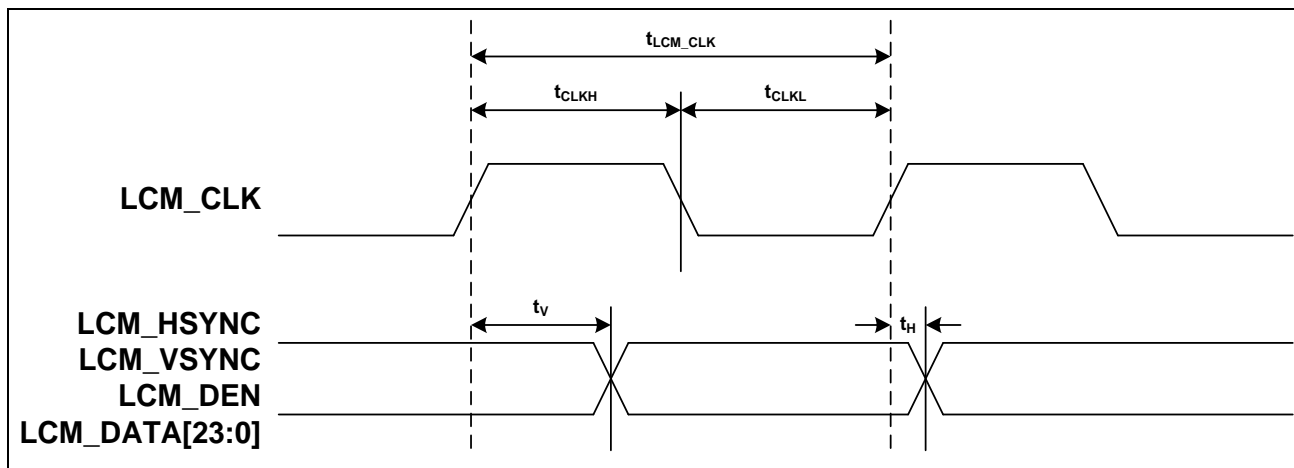 tLCM_CLK
tCLKH
tCLKL
LCM_CLK
tV
tH
LCM_HSYNC
LCM_VSYNC
LCM_DEN
LCM_DATA[23:0]